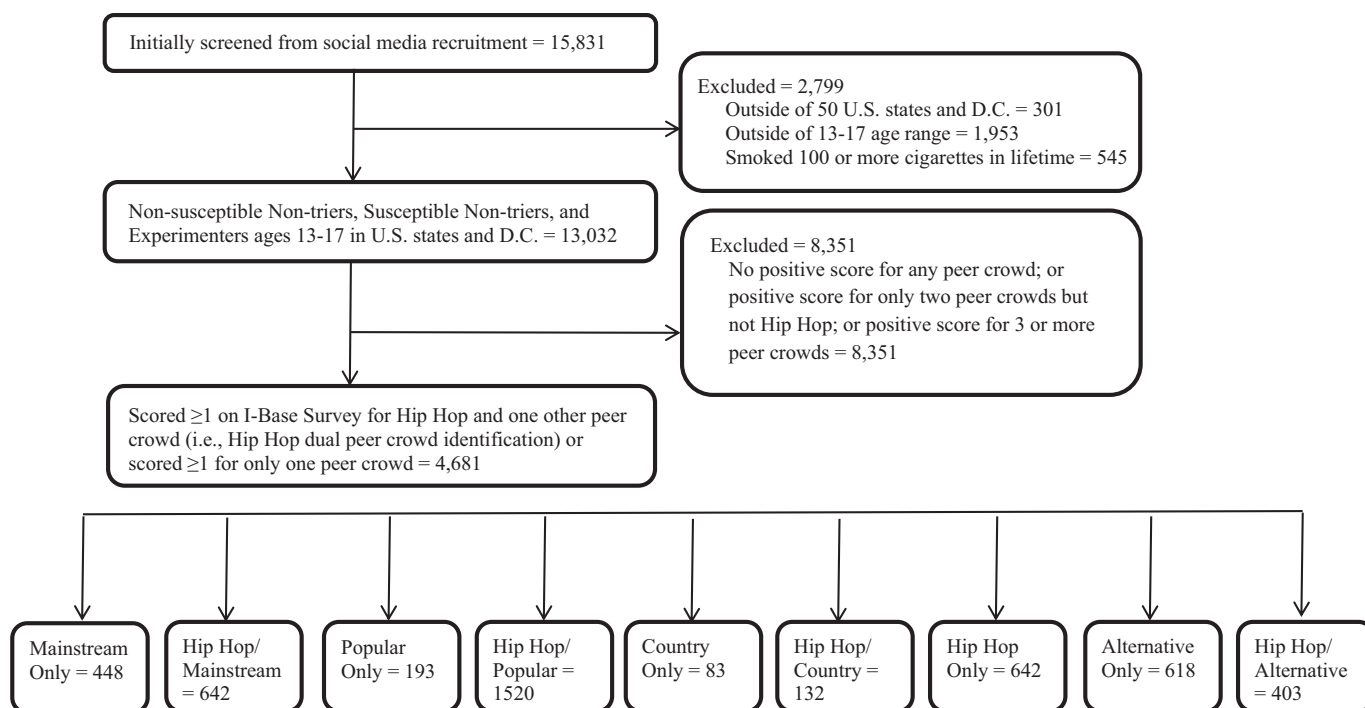 Initially screened from social media recruitment = 15,831
Excluded = 2,799
Outside of 50 U.S. states and D.C. = 301
Outside of 13-17 age range = 1,953
Smoked 100 or more cigarettes in lifetime = 545
Non-susceptible Non-triers, Susceptible Non-triers, and
Experimenters ages 13-17 in U.S. states and D.C. = 13,032
Excluded = 8,351
No positive score for any peer crowd; or
positive score for only two peer crowds but
not Hip Hop; or positive score for 3 or more
peer crowds = 8,351
Scored ≥1 on I-Base Survey for Hip Hop and one other peer
crowd (i.e., Hip Hop dual peer crowd identification) or
scored ≥1 for only one peer crowd = 4,681
Mainstream
Only = 448
Hip Hop/
Mainstream
= 642
Popular
Only = 193
Hip Hop/
Popular =
1520
Country
Only = 83
Hip Hop/
Country =
132
Hip Hop
Only = 642
Alternative
Only = 618
Hip Hop/
Alternative
= 403